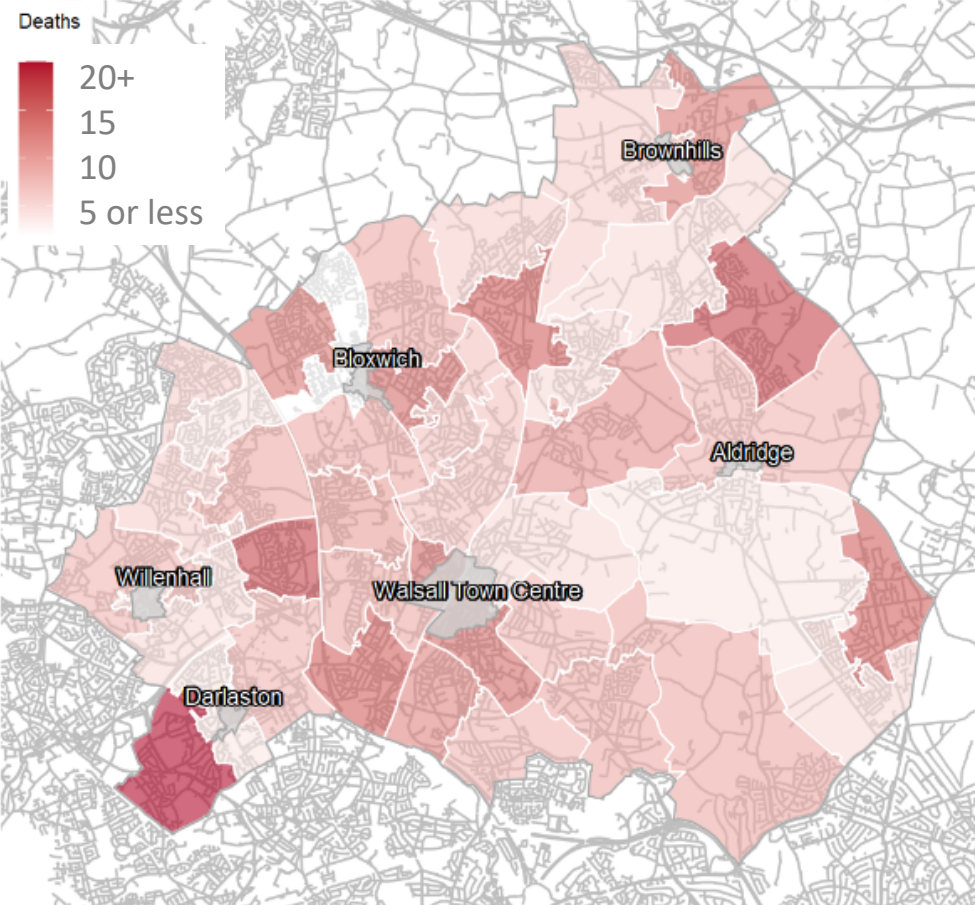 Deaths
20+
15
10
5 or less
Brownhills
Bloxwich
Aldridge
Willenhall
Walsall Town Centre
Darlaston